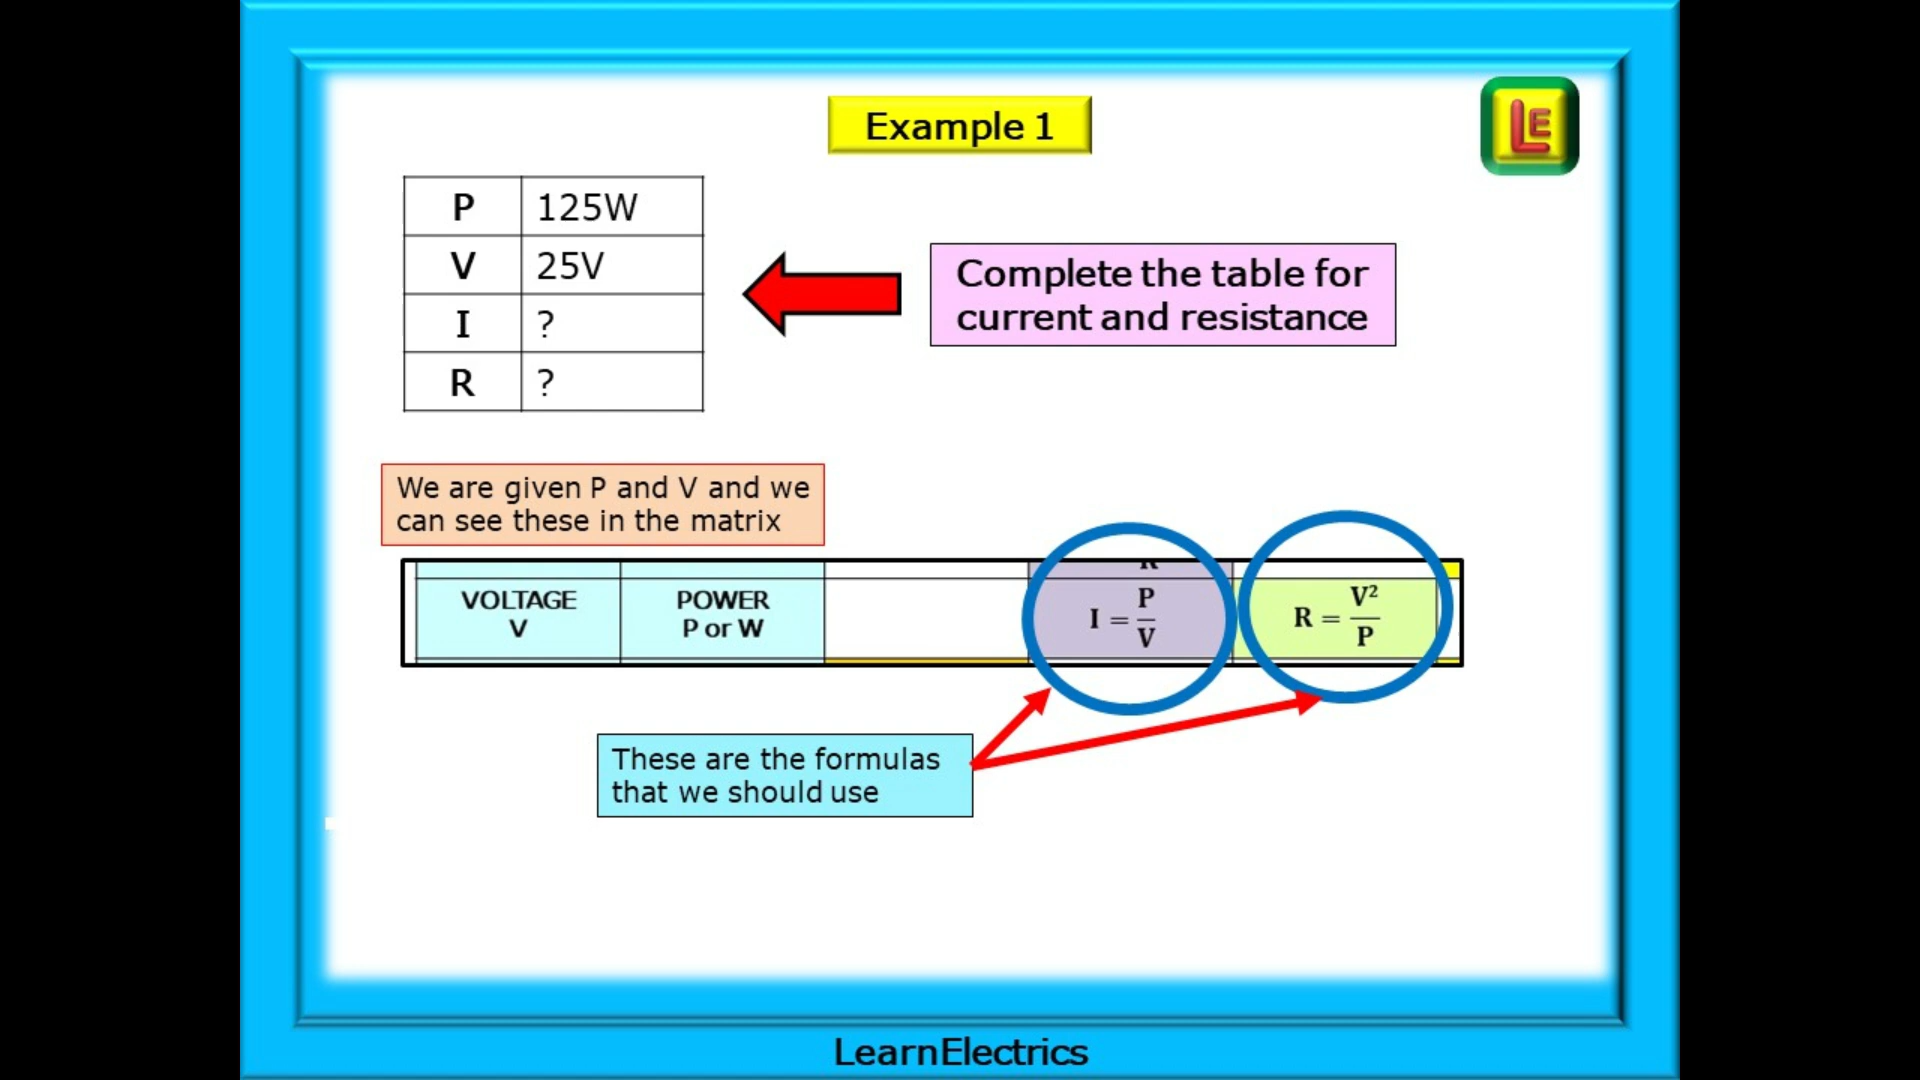 Example 1
LE
P 125W
V 25V
I ?
R ?
Complete the table for
current and resistance
We are given P and V and we
can see these in the matrix
VOLTAGE
V
POWER
P or W
I = P/V
R = V²/P
These are the formulas
that we should use
LearnElectrics